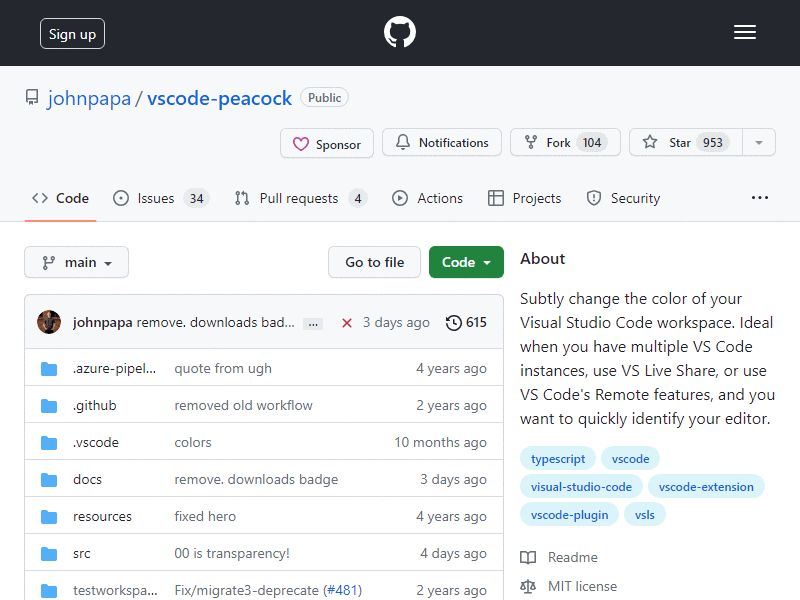 Sign up
johnpapa / vscode-peacock Public
Sponsor Notifications Fork 104 Star 953
Code Issues 34 Pull requests 4 Actions Projects Security ...
main Go to file Code
johnpapa remove. downloads bad... ... 3 days ago 615
.azure-pipel... quote from ugh 4 years ago
.github removed old workflow 2 years ago
.vscode colors 10 months ago
docs remove. downloads badge 3 days ago
resources fixed hero 4 years ago
src 00 is transparency! 4 days ago
testworkspa... Fix/migrate3-deprecate (#481) 2 years ago
About
Subtly change the color of your
Visual Studio Code workspace. Ideal
when you have multiple VS Code
instances, use VS Live Share, or use
VS Code's Remote features, and you
want to quickly identify your editor.
typescript vscode
visual-studio-code vscode-extension
vscode-plugin vsls
Readme
MIT license